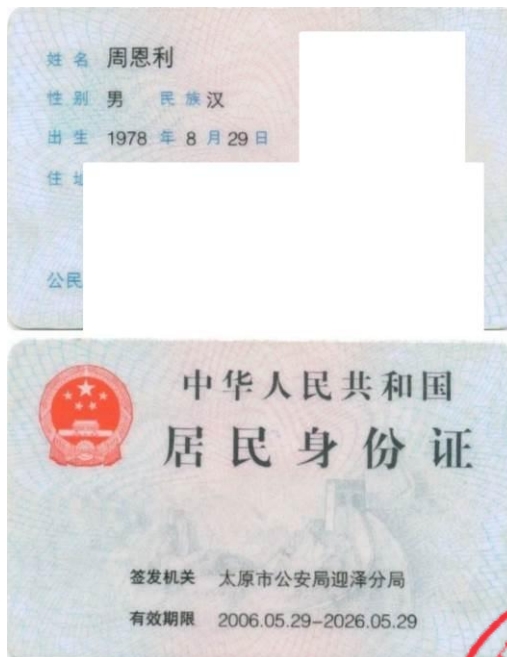 姓名 周恩利
性别 男 民族 汉
出生 1978 年 8 月 29 日
住址
公民
中华人民共和国
居民身份证
签发机关 太原市公安局迎泽分局
有效期限 2006.05.29-2026.05.29